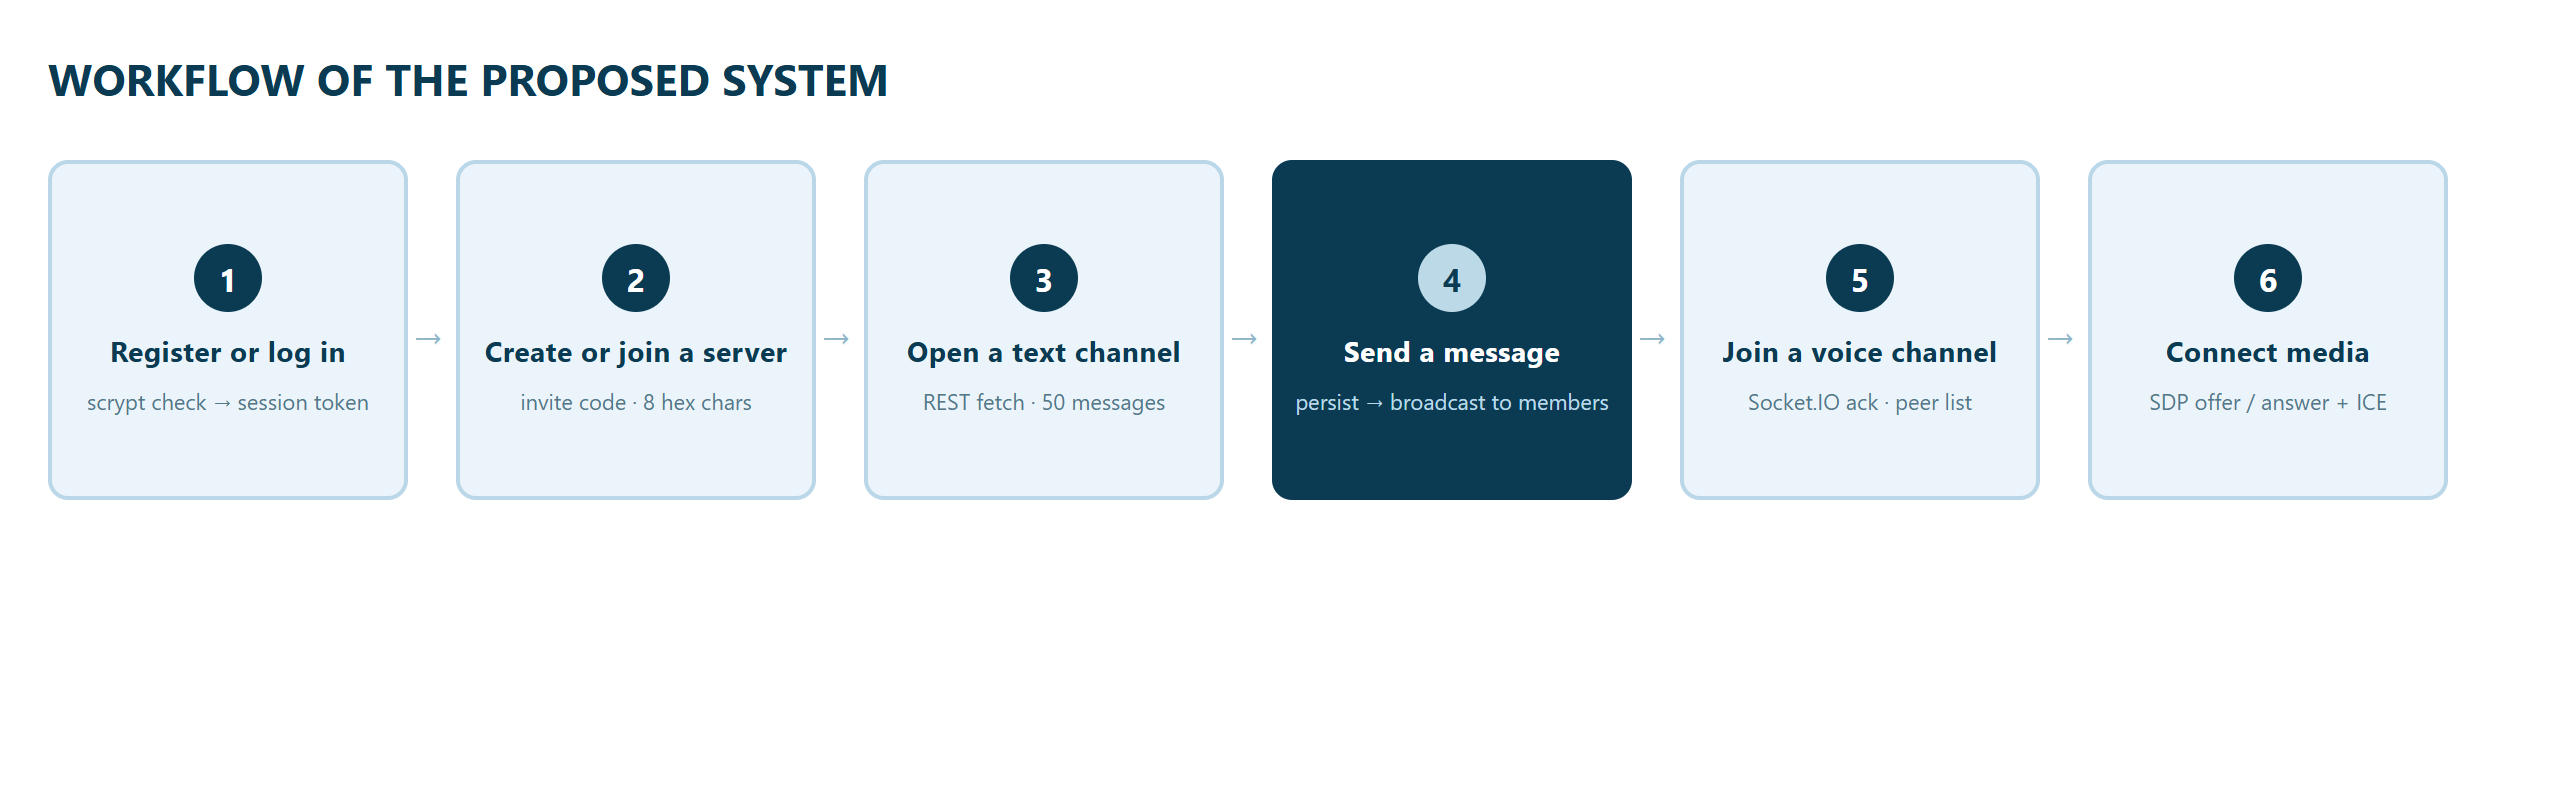 WORKFLOW OF THE PROPOSED SYSTEM
1
Register or log in
scrypt check → session token
→
2
Create or join a server
invite code · 8 hex chars
→
3
Open a text channel
REST fetch · 50 messages
→
4
Send a message
persist → broadcast to members
→
5
Join a voice channel
Socket.IO ack · peer list
→
6
Connect media
SDP offer / answer + ICE